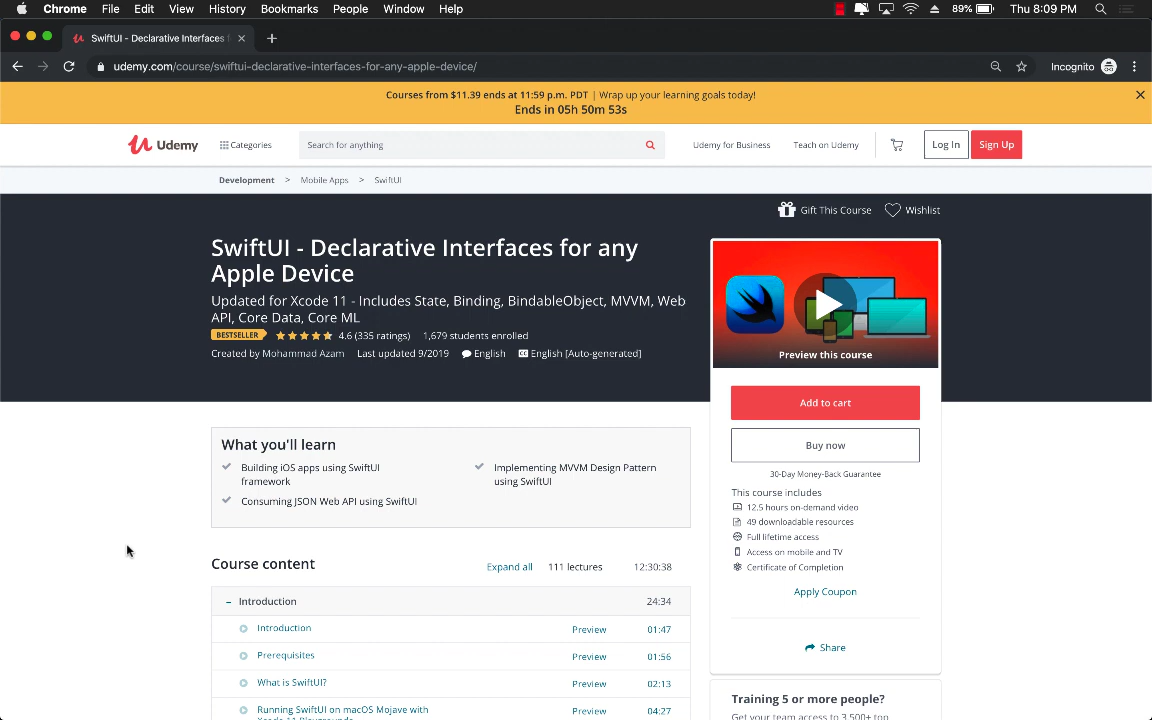 Chrome File Edit View History Bookmarks People Window Help 89% Thu 8:09 PM
SwiftUI - Declarative Interfaces
udemy.com/course/swiftui-declarative-interfaces-for-any-apple-device/ Incognito
Courses from $11.39 ends at 11:59 p.m. PDT | Wrap up your learning goals today!
Ends in 05h 50m 53s
Udemy Categories Search for anything Udemy for Business Teach on Udemy Log In Sign Up
Development > Mobile Apps > SwiftUI
Gift This Course Wishlist
SwiftUI - Declarative Interfaces for any
Apple Device
Updated for Xcode 11 - Includes State, Binding, BindableObject, MVVM, Web
API, Core Data, Core ML
BESTSELLER 4.6 (335 ratings) 1,679 students enrolled
Created by Mohammad Azam Last updated 9/2019 English English [Auto-generated]
Preview this course
Add to cart
Buy now
30-Day Money-Back Guarantee
This course includes
12.5 hours on-demand video
49 downloadable resources
Full lifetime access
Access on mobile and TV
Certificate of Completion
Apply Coupon
Share
Training 5 or more people?
Get your team access to 3,500+ top
What you'll learn
Building iOS apps using SwiftUI
framework
Consuming JSON Web API using SwiftUI
Implementing MVVM Design Pattern
using SwiftUI
Course content Expand all 111 lectures 12:30:38
– Introduction 24:34
Introduction Preview 01:47
Prerequisites Preview 01:56
What is SwiftUI? Preview 02:13
Running SwiftUI on macOS Mojave with Preview 04:27
Xcode 11 Playgrounds